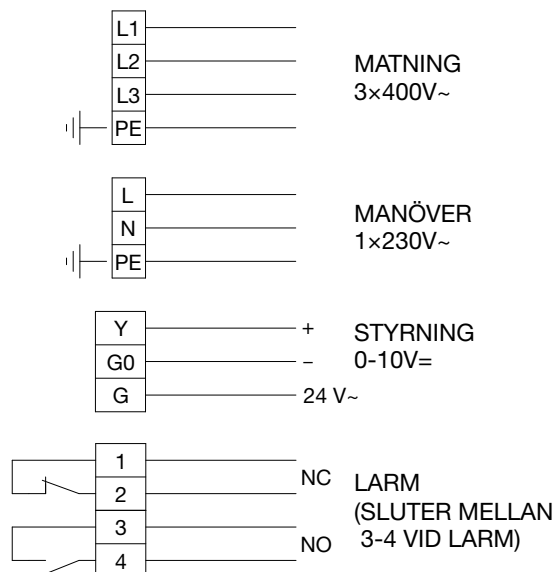 L1
L2
L3
PE
MATNING
3×400V~
L
N
PE
MANÖVER
1×230V~
Y +
G0 –
G 24 V~
STYRNING
0-10V=
1
2
NC
3
4
NO
LARM
(SLUTER MELLAN
3-4 VID LARM)